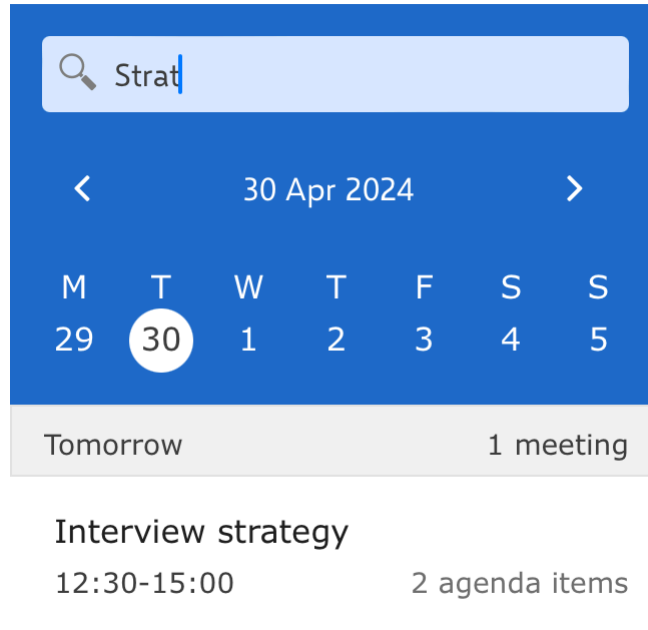 Strat
30 Apr 2024
M T W T F S S
29 30 1 2 3 4 5
Tomorrow 1 meeting
Interview strategy
12:30-15:00 2 agenda items